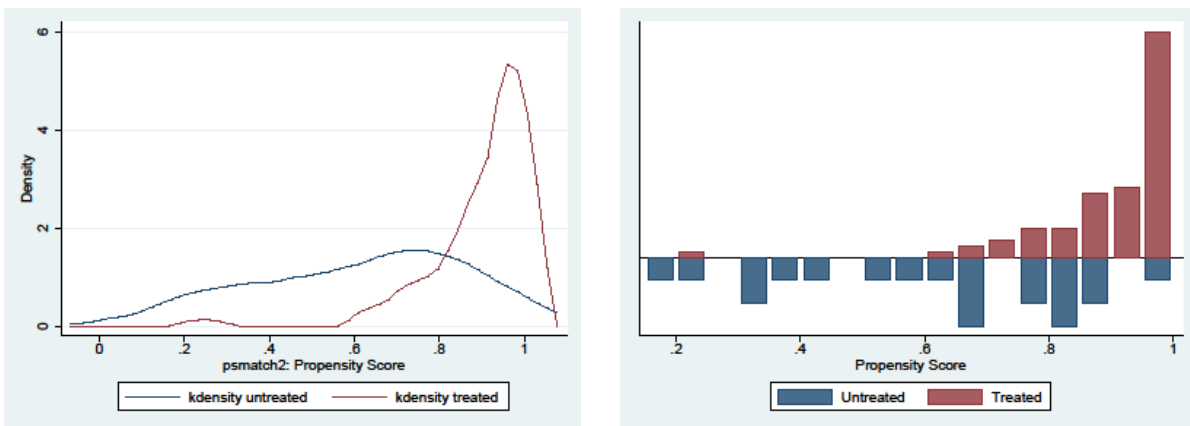 6
4
2
0
Density
0 .2 .4 .6 .8 1
psmatch2: Propensity Score
kdensity untreated kdensity treated
.2 .4 .6 .8 1
Propensity Score
Untreated Treated